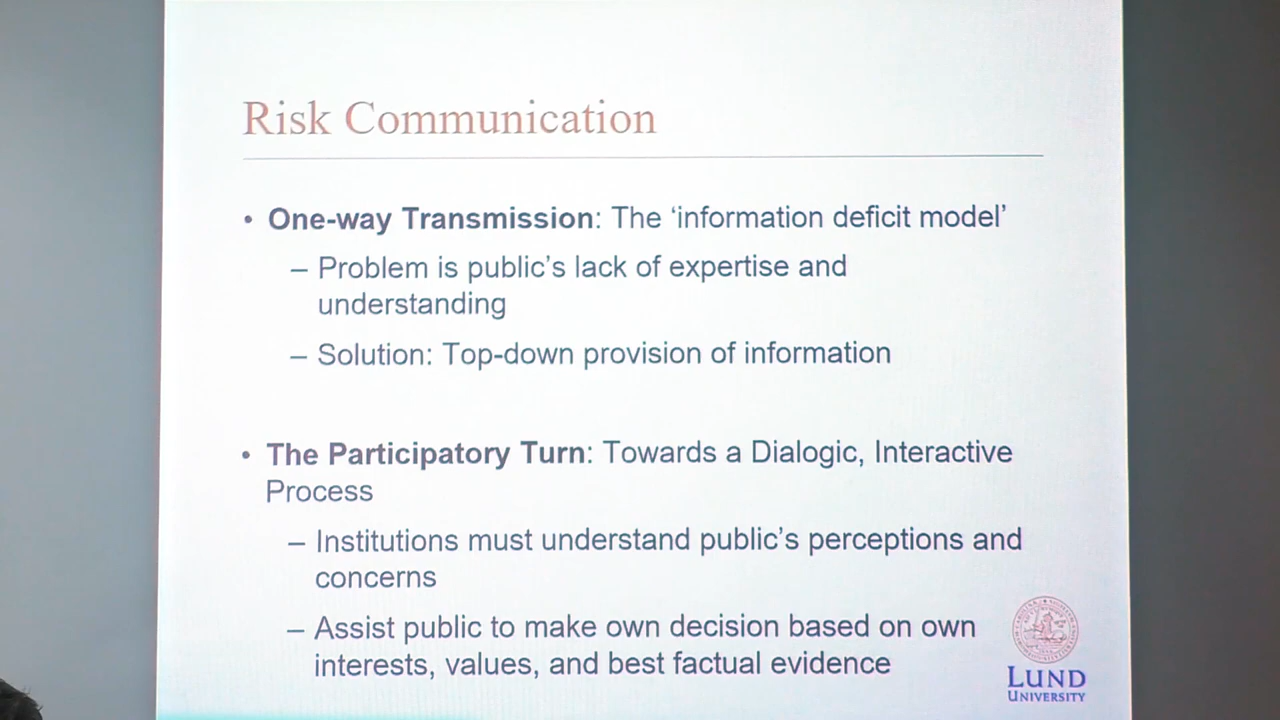 Risk Communication
• One-way Transmission: The ‘information deficit model’
– Problem is public’s lack of expertise and
understanding
– Solution: Top-down provision of information
• The Participatory Turn: Towards a Dialogic, Interactive
Process
– Institutions must understand public’s perceptions and
concerns
– Assist public to make own decision based on own
interests, values, and best factual evidence
LUND
UNIVERSITY